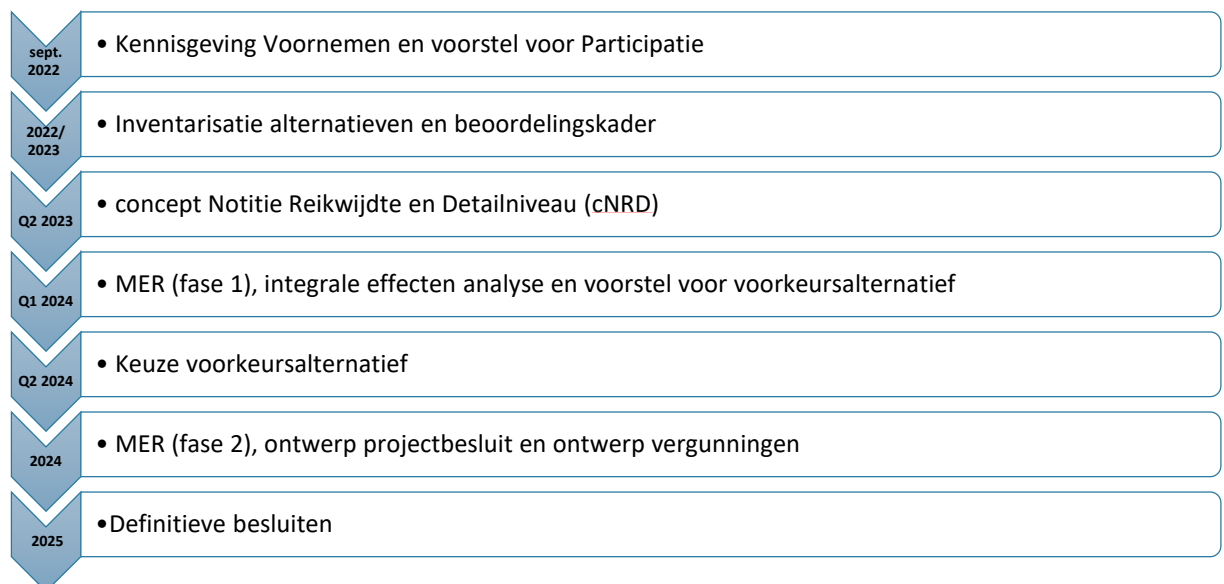 sept.
2022
• Kennisgeving Voornemen en voorstel voor Participatie
2022/
2023
• Inventarisatie alternatieven en beoordelingskader
Q2 2023
• concept Notitie Reikwijdte en Detailniveau (cNRD)
Q1 2024
• MER (fase 1), integrale effecten analyse en voorstel voor voorkeursalternatief
Q2 2024
• Keuze voorkeursalternatief
2024
• MER (fase 2), ontwerp projectbesluit en ontwerp vergunningen
2025
•Definitieve besluiten